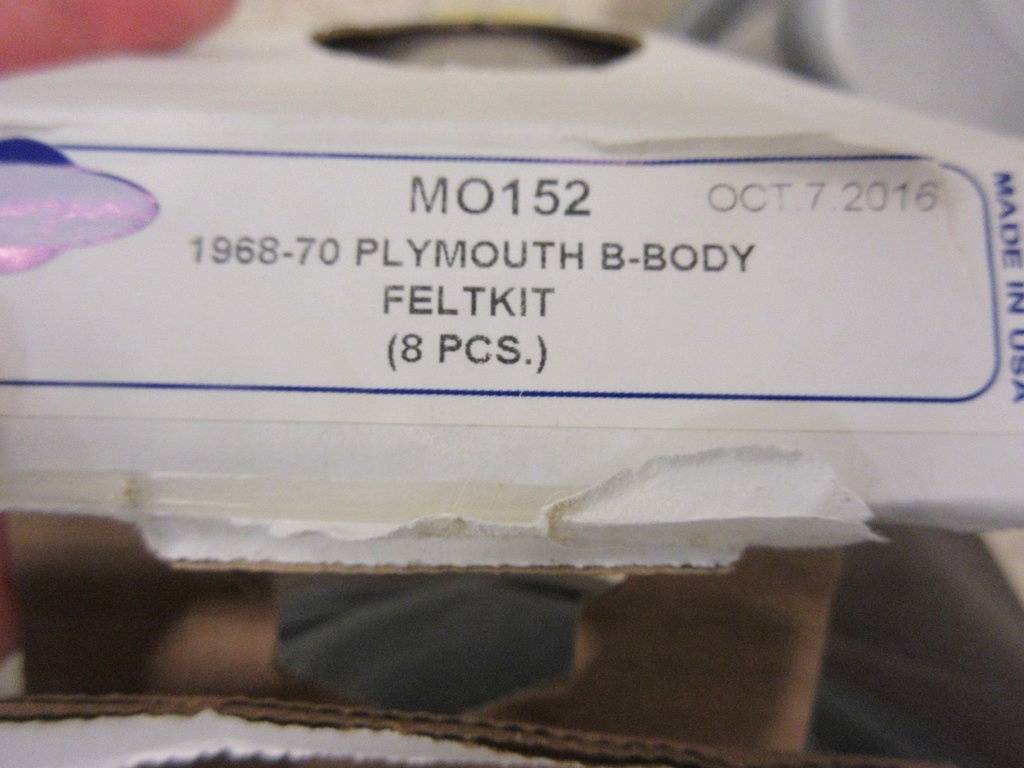 MO152 OCT.7.2016
1968-70 PLYMOUTH B-BODY
FELTKIT
(8 PCS.)
MADE IN USA